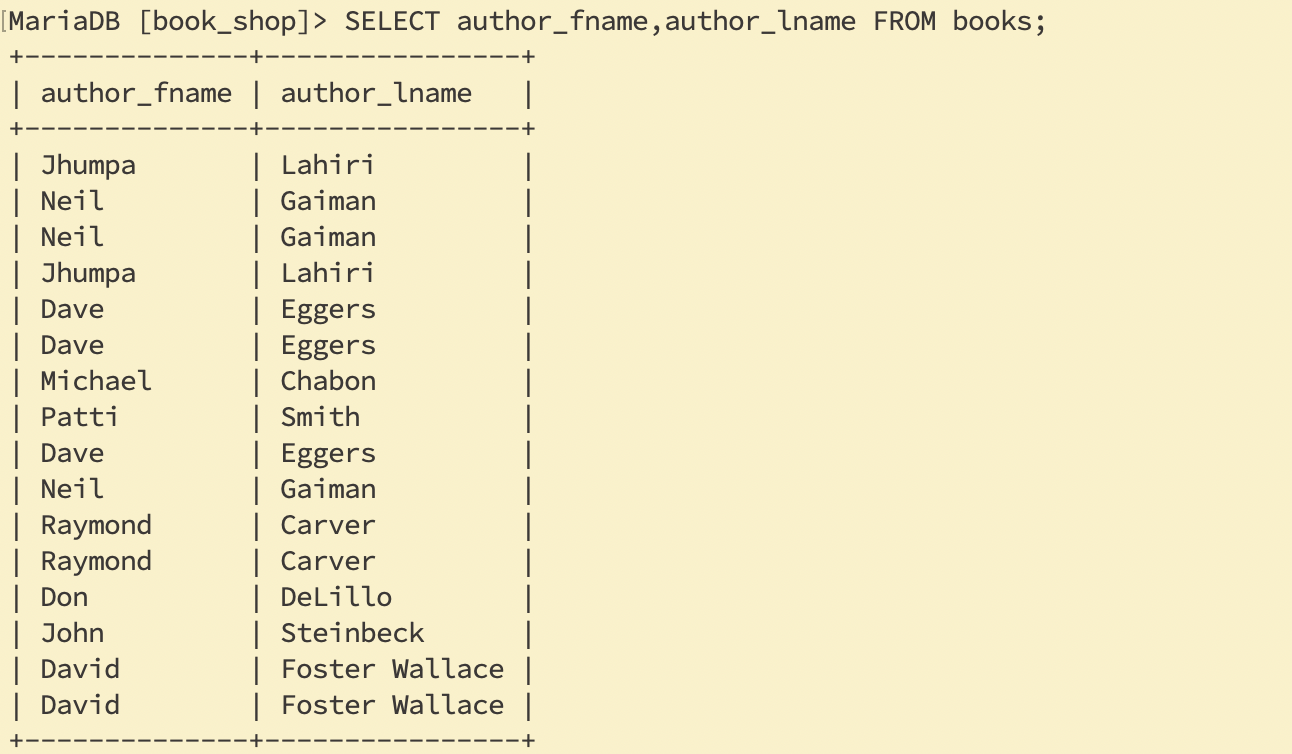 [MariaDB [book_shop]> SELECT author_fname,author_lname FROM books;
+--------------+----------------+
| author_fname | author_lname   |
+--------------+----------------+
| Jhumpa       | Lahiri         |
| Neil         | Gaiman         |
| Neil         | Gaiman         |
| Jhumpa       | Lahiri         |
| Dave         | Eggers         |
| Dave         | Eggers         |
| Michael      | Chabon         |
| Patti        | Smith          |
| Dave         | Eggers         |
| Neil         | Gaiman         |
| Raymond      | Carver         |
| Raymond      | Carver         |
| Don          | DeLillo        |
| John         | Steinbeck      |
| David        | Foster Wallace |
| David        | Foster Wallace |
+--------------+----------------+